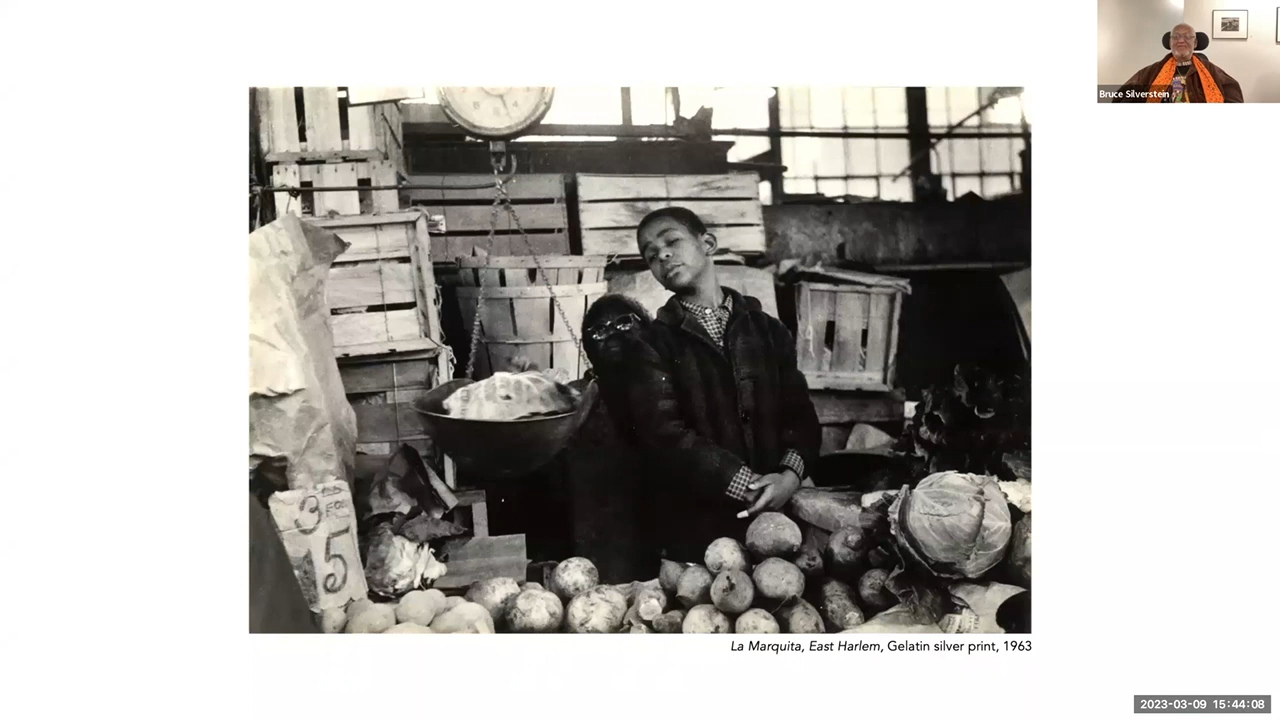 Bruce Silverstein
3 FOR
5
La Marquita, East Harlem, Gelatin silver print, 1963
2023-03-09 15:44:08